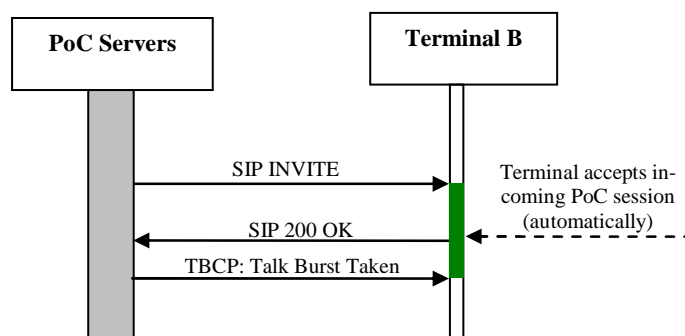 PoC Servers
Terminal B
SIP INVITE
Terminal accepts in-
coming PoC session
(automatically)
SIP 200 OK
TBCP: Talk Burst Taken